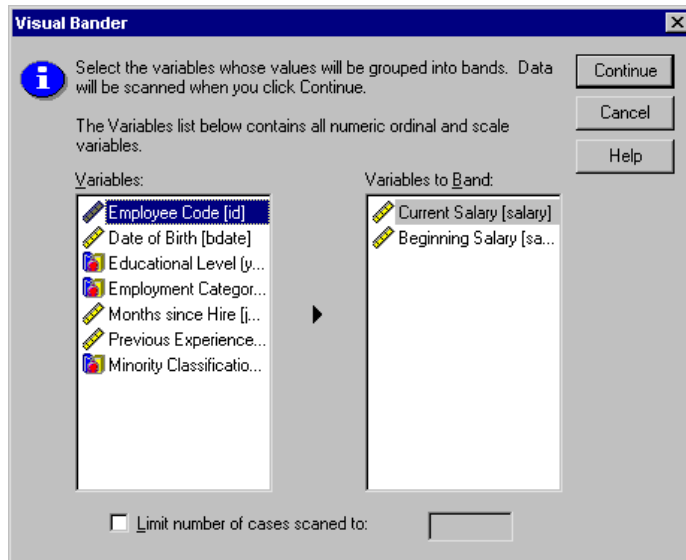 Visual Bander
Select the variables whose values will be grouped into bands. Data
will be scanned when you click Continue.
The Variables list below contains all numeric ordinal and scale
variables.
Continue
Cancel
Help
Variables:
Employee Code [id]
Date of Birth [bdate]
Educational Level (y...
Employment Categor...
Months since Hire [j...
Previous Experience...
Minority Classificatio...
Variables to Band:
Current Salary [salary]
Beginning Salary [sa...
Limit number of cases scaned to: